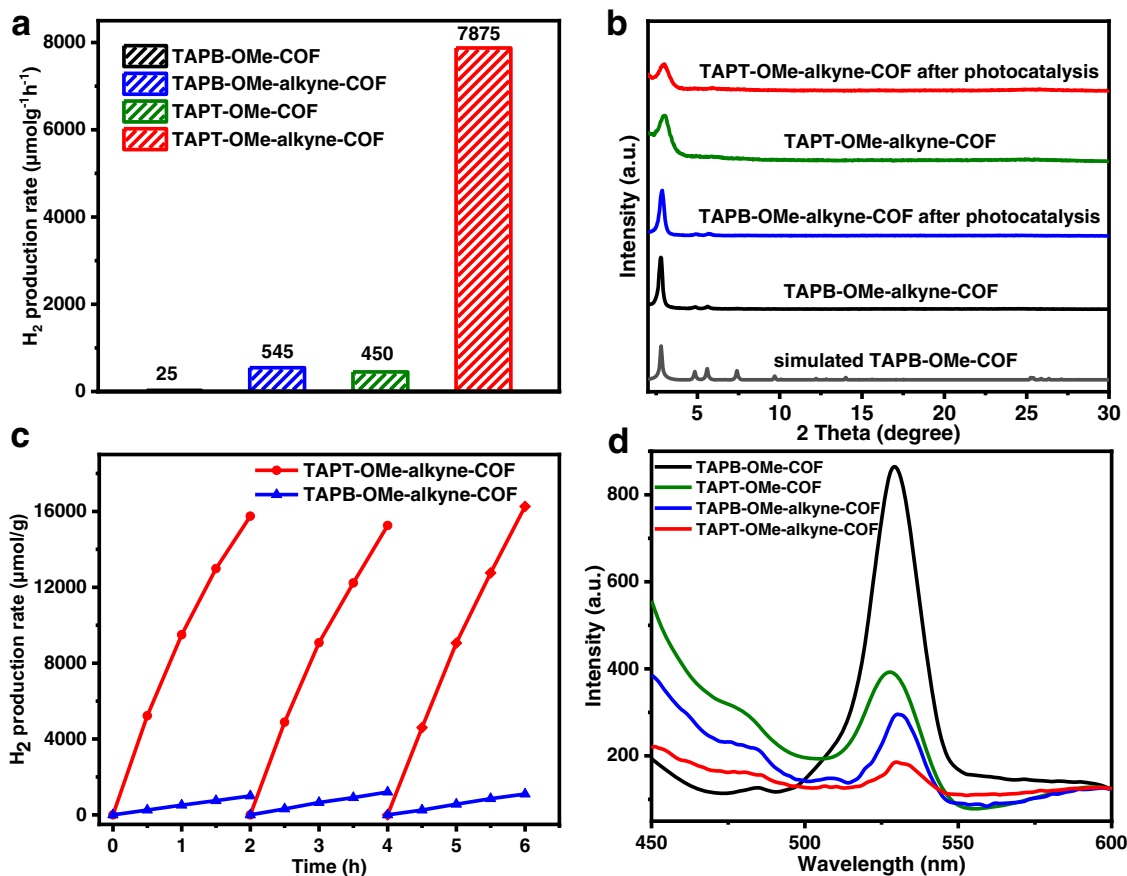 a
H2 production rate (μmolg-1h-1)
8000
6000
4000
2000
0
TAPB-OMe-COF
TAPB-OMe-alkyne-COF
TAPT-OMe-COF
TAPT-OMe-alkyne-COF
25
545
450
7875
b
Intensity (a.u.)
TAPT-OMe-alkyne-COF after photocatalysis
TAPT-OMe-alkyne-COF
TAPB-OMe-alkyne-COF after photocatalysis
TAPB-OMe-alkyne-COF
simulated TAPB-OMe-COF
5 10 15 20 25 30
2 Theta (degree)
c
H2 production rate (μmol/g)
16000
12000
8000
4000
0
TAPT-OMe-alkyne-COF
TAPB-OMe-alkyne-COF
0 1 2 3 4 5 6
Time (h)
d
Intensity (a.u.)
800
600
400
200
TAPB-OMe-COF
TAPT-OMe-COF
TAPB-OMe-alkyne-COF
TAPT-OMe-alkyne-COF
450 500 550 600
Wavelength (nm)